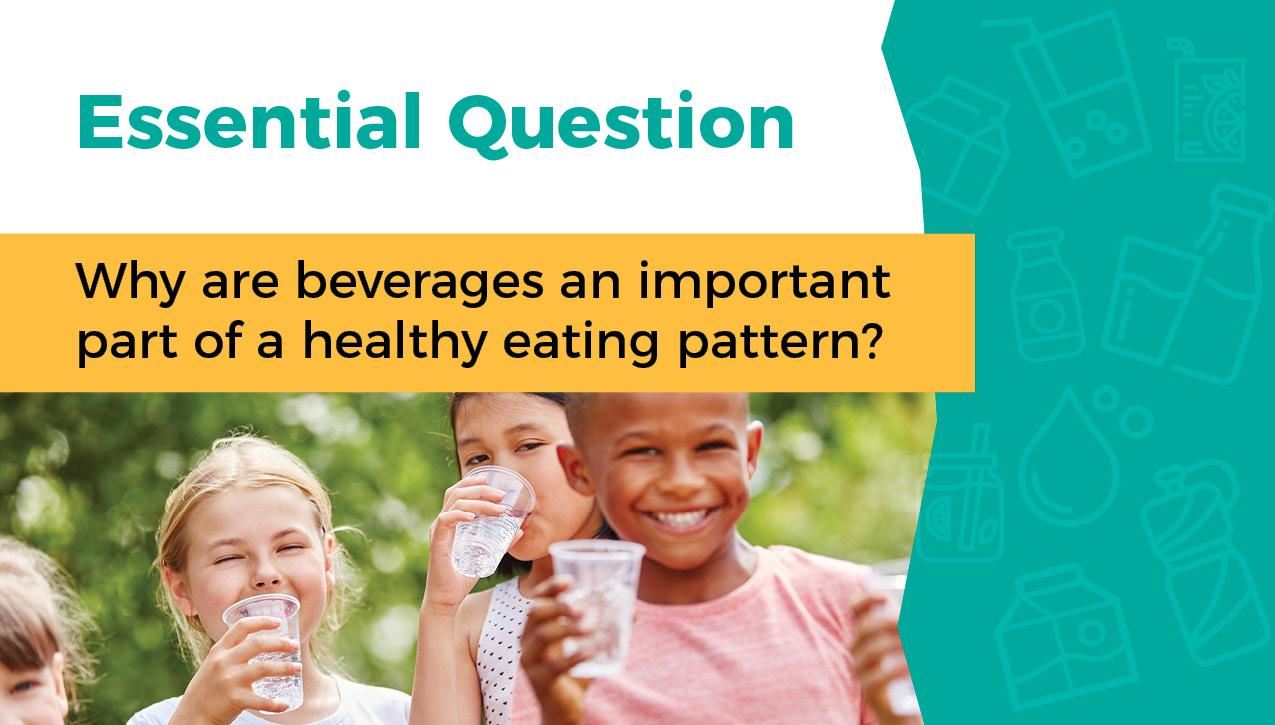 Essential Question
Why are beverages an important
part of a healthy eating pattern?